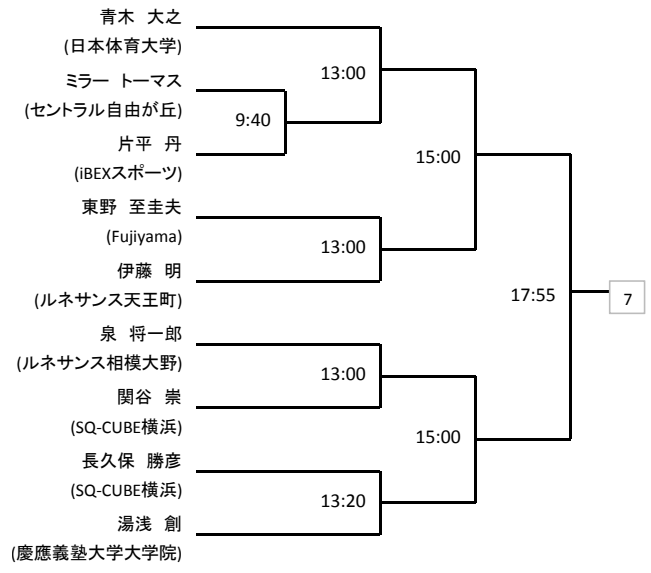 青木 大之
(日本体育大学)
13:00
ミラー トーマス
(セントラル自由が丘)
9:40
片平 丹
(iBEXスポーツ)
15:00
東野 至圭夫
(Fujiyama)
13:00
伊藤 明
(ルネサンス天王町)
17:55
7
泉 将一郎
(ルネサンス相模大野)
13:00
関谷 崇
(SQ-CUBE横浜)
15:00
長久保 勝彦
(SQ-CUBE横浜)
13:20
湯浅 創
(慶應義塾大学大学院)